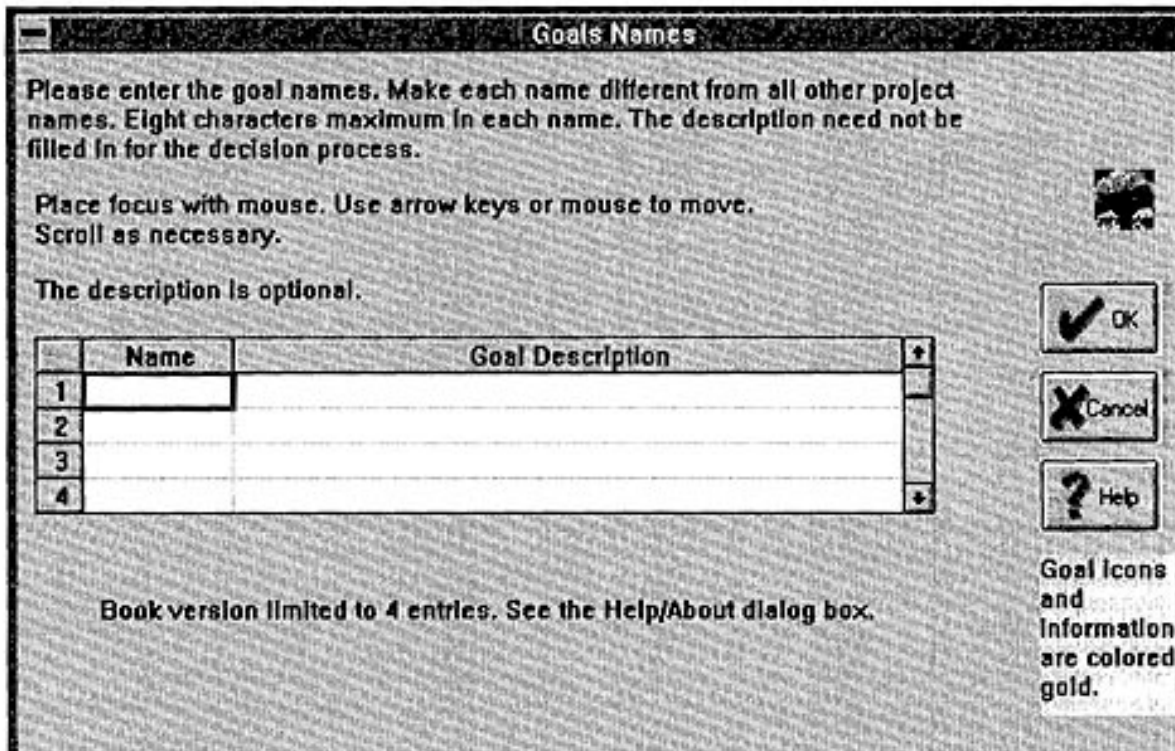 Goals Names
Please enter the goal names. Make each name different from all other project
names. Eight characters maximum in each name. The description need not be
filled in for the decision process.
Place focus with mouse. Use arrow keys or mouse to move.
Scroll as necessary.
The description is optional.
Name Goal Description
1
2
3
4
OK
Cancel
Help
Goal icons
and
information
are colored
gold.
Book version limited to 4 entries. See the Help/About dialog box.